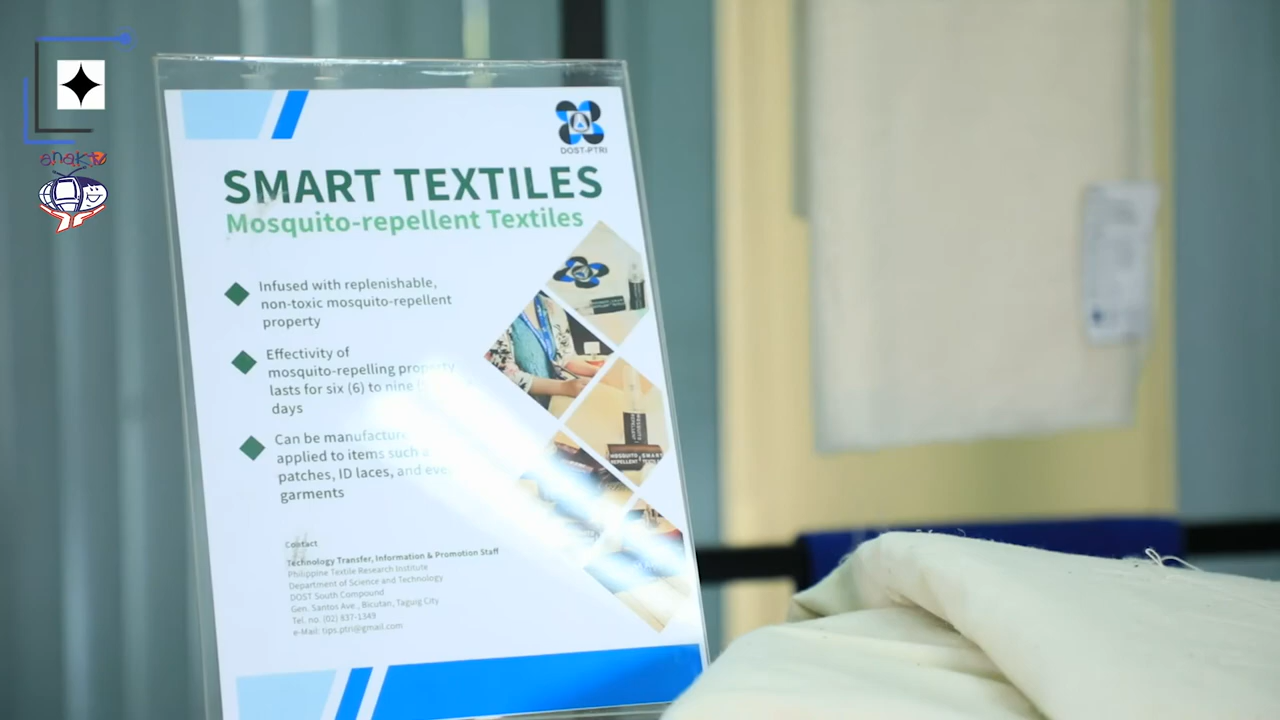 enakto
DOST-PTRI
SMART TEXTILES
Mosquito-repellent Textiles
Infused with replenishable,
non-toxic mosquito-repellent
property
Effectivity of
mosquito-repelling property
lasts for six (6) to nine
days
Can be manufacture
applied to items such a
patches, ID laces, and even
garments
Contact
Technology Transfer, Information & Promotion Staff
Philippine Textile Research Institute
Department of Science and Technology
DOST South Compound
Gen. Santos Ave., Bicutan, Taguig City
Tel. no. (02) 837-1349
e-Mail: tips.ptri@gmail.com